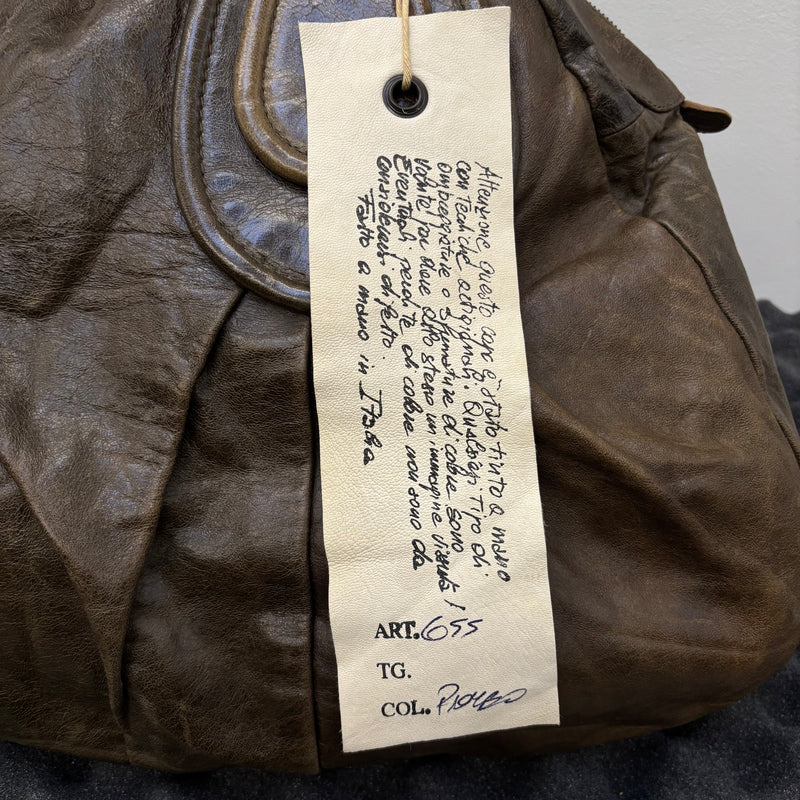 Attenzione, questo capo è stato tinto a mano
con tecniche artigianali. Qualsiasi tipo di
ombreggiature o sfumature di colore sono
volute per dare allo stesso un'immagine vissuta!
Eventuali perdite di colore non sono da
considerarsi difetto.
Fatto a mano in Italia
ART. 655
TG.
COL. PIOMBO